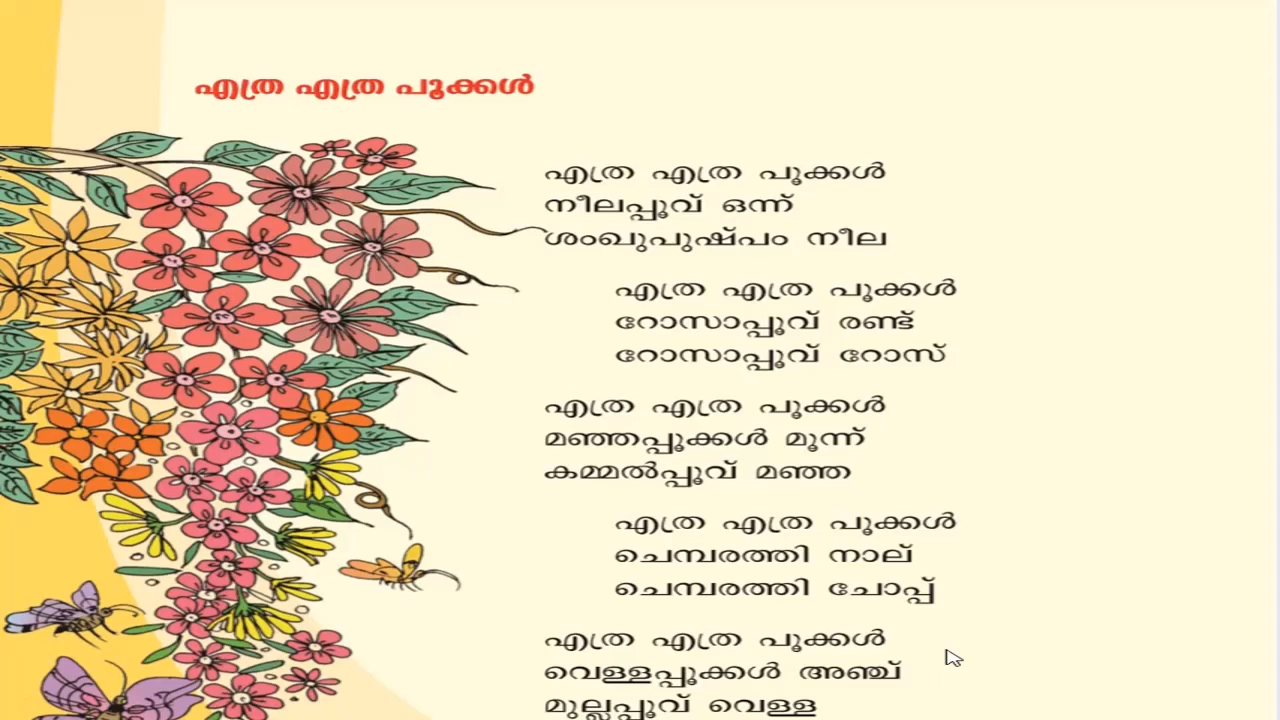 എത്ര എത്ര പൂക്കൾ
എത്ര എത്ര പൂക്കൾ
നീലപ്പൂവ് ഒന്ന്
ശംഖുപുഷ്പം നീല
എത്ര എത്ര പൂക്കൾ
റോസാപ്പൂവ് രണ്ട്
റോസാപ്പൂവ് റോസ്
എത്ര എത്ര പൂക്കൾ
മഞ്ഞപ്പൂക്കൾ മൂന്ന്
കമ്മൽപ്പൂവ് മഞ്ഞ
എത്ര എത്ര പൂക്കൾ
ചെമ്പരത്തി നാല്
ചെമ്പരത്തി ചോപ്പ്
എത്ര എത്ര പൂക്കൾ
വെള്ളപ്പൂക്കൾ അഞ്ച്
മുല്ലപ്പൂവ് വെള്ള